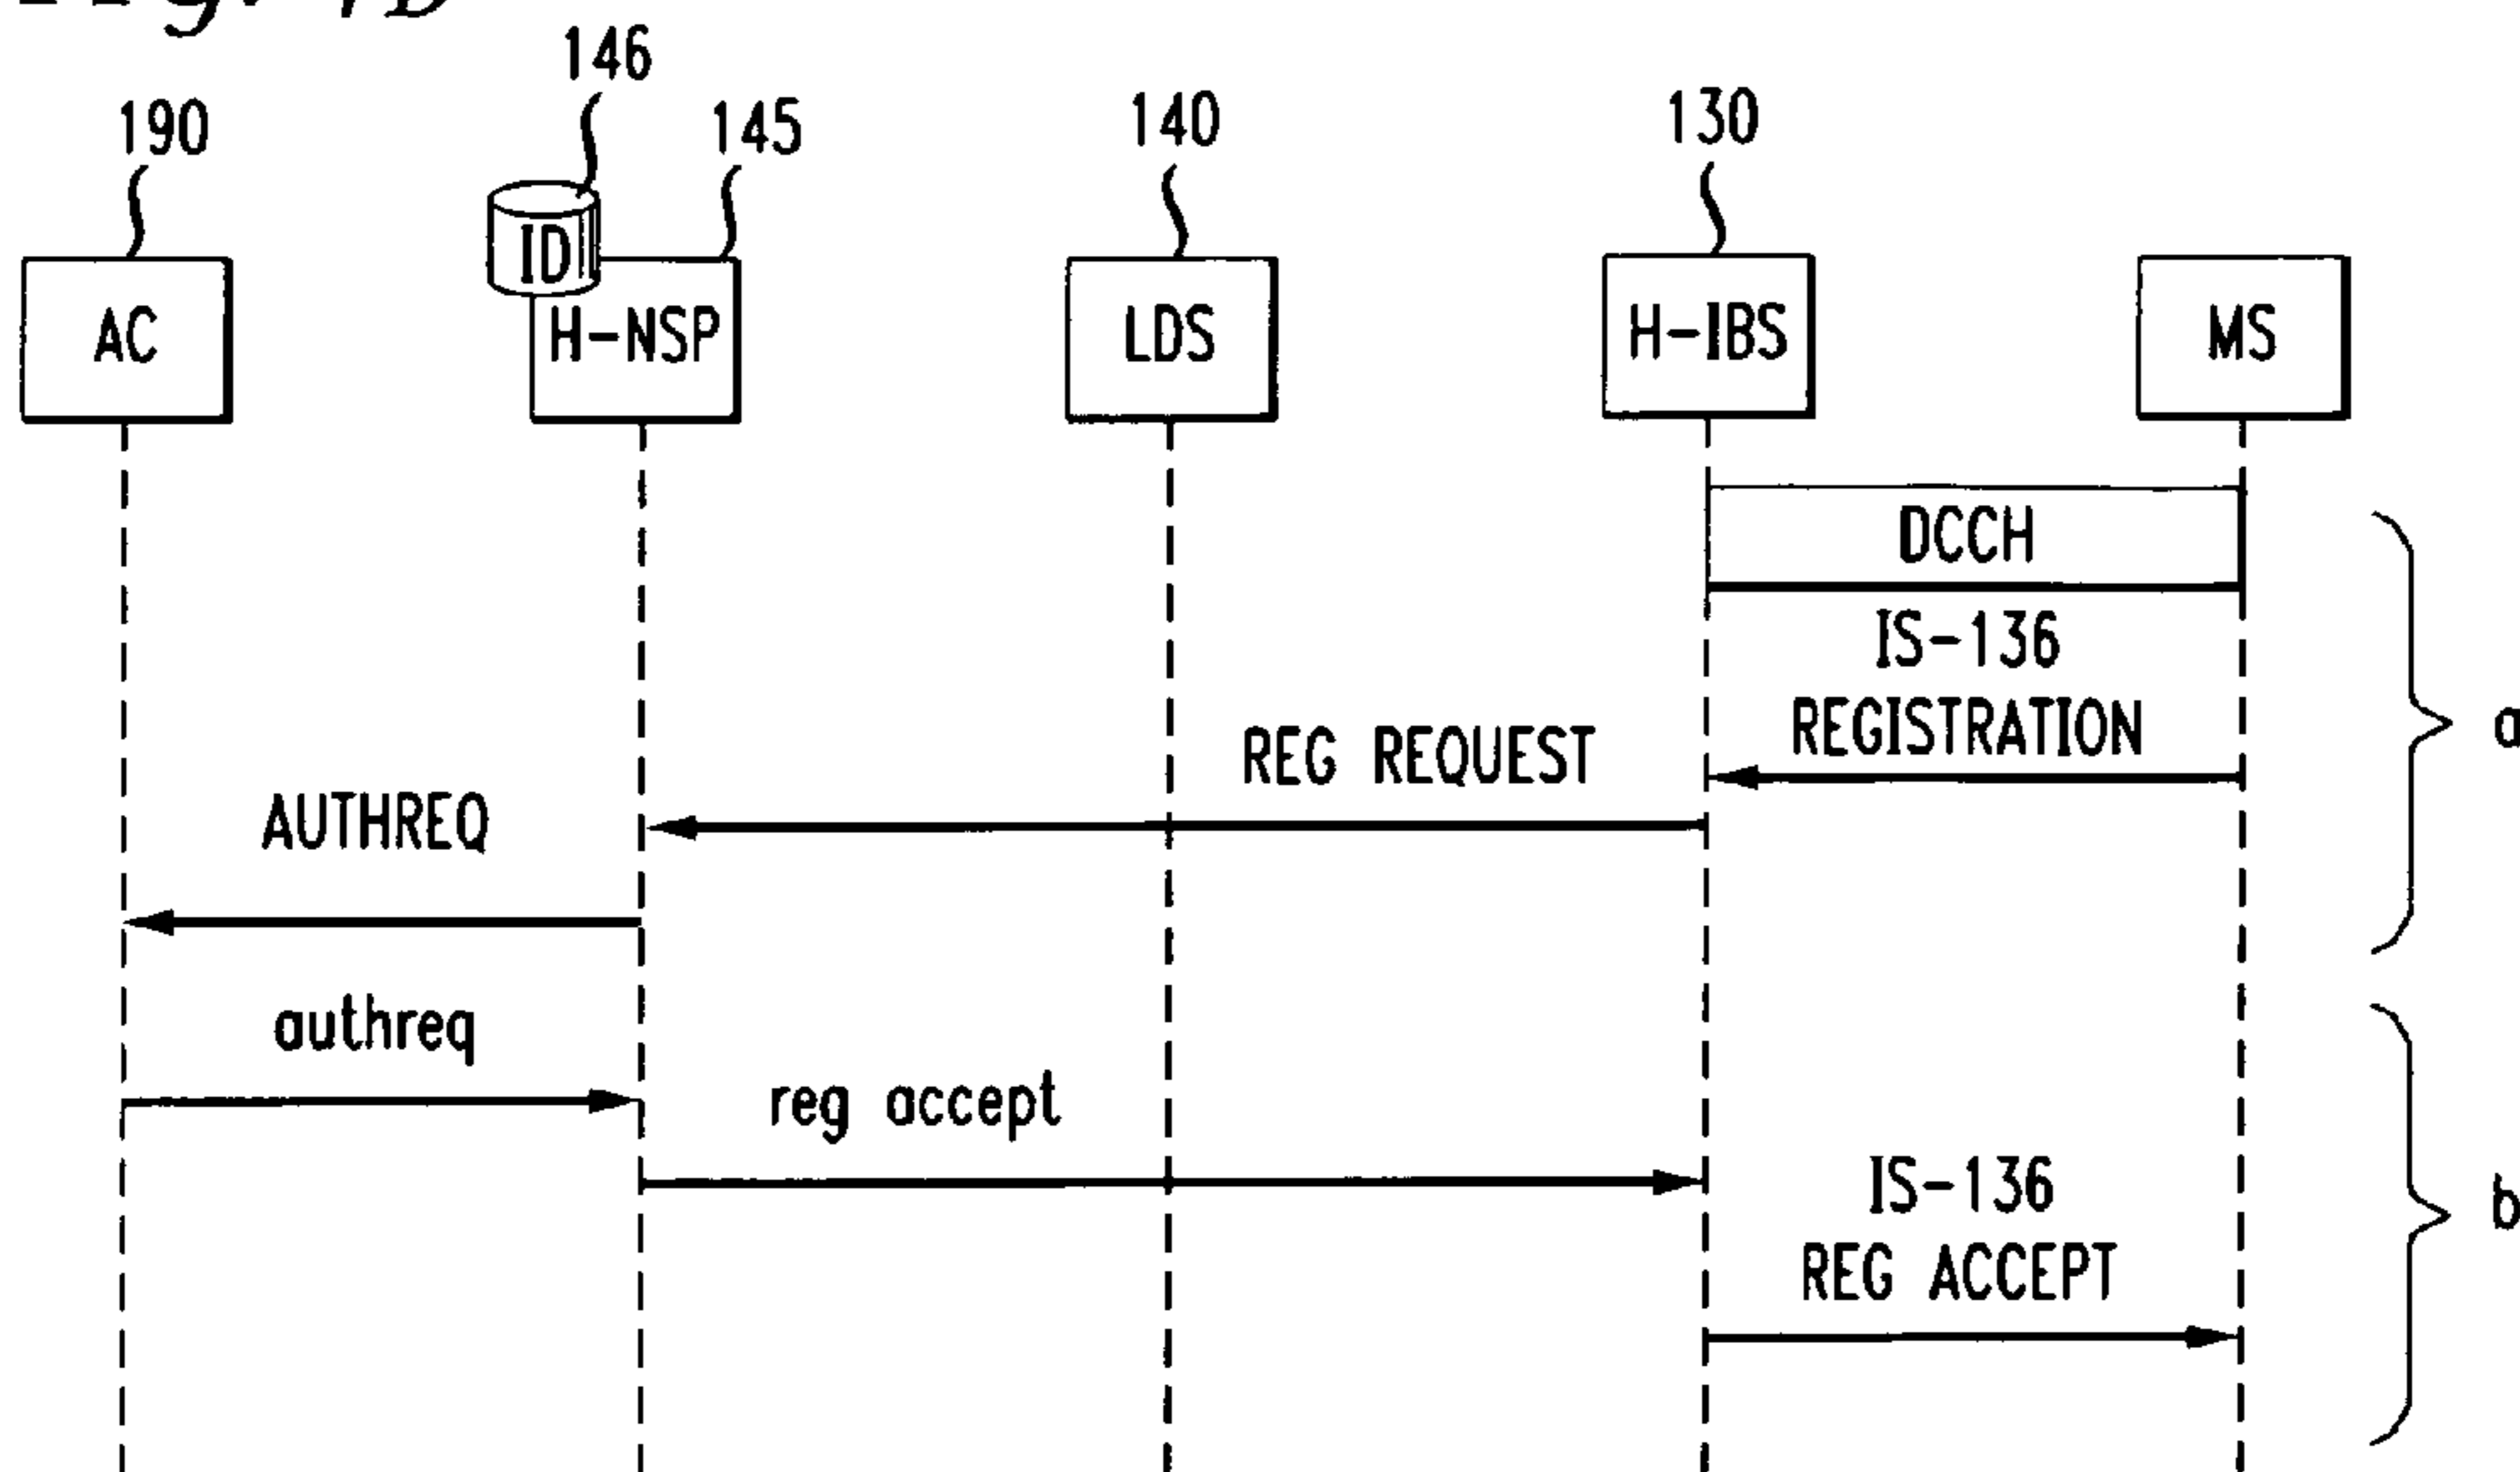 146
190
145
140
130
ID
AC
H-NSP
LDS
H-IBS
MS
DCCH
IS-136
REGISTRATION
a
REG REQUEST
AUTHREQ
authreq
reg accept
IS-136
REG ACCEPT
b